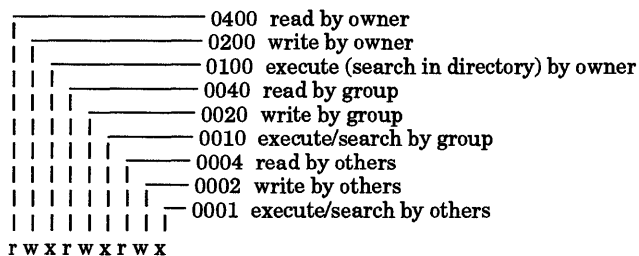 0400 read by owner
0200 write by owner
0100 execute (search in directory) by owner
0040 read by group
0020 write by group
0010 execute/search by group
0004 read by others
0002 write by others
0001 execute/search by others
r w x r w x r w x